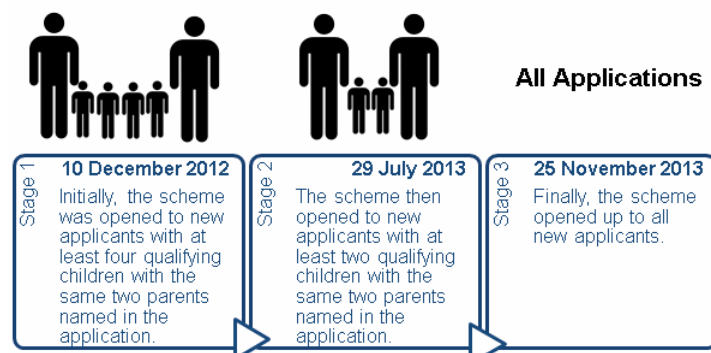 All Applications
Stage 1
10 December 2012
Initially, the scheme
was opened to new
applicants with at
least four qualifying
children with the
same two parents
named in the
application.
Stage 2
29 July 2013
The scheme then
opened to new
applicants with at
least two qualifying
children with the
same two parents
named in the
application.
Stage 3
25 November 2013
Finally, the scheme
opened up to all
new applicants.